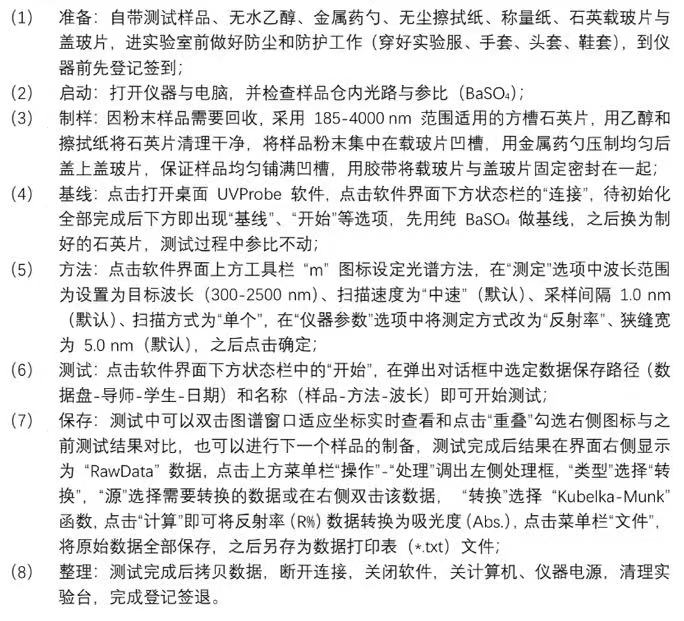 (1) 准备：自带测试样品、无水乙醇、金属药勺、无尘擦拭纸、称量纸、石英载玻片与
盖玻片，进实验室前做好防尘和防护工作（穿好实验服、手套、头套、鞋套），到仪
器前先登记签到；
(2) 启动：打开仪器与电脑，并检查样品仓内光路与参比（BaSO₄）；
(3) 制样：因粉末样品需要回收，采用 185-4000 nm 范围适用的方槽石英片，用乙醇和
擦拭纸将石英片清理干净，将样品粉末集中在载玻片凹槽，用金属药勺压制均匀后
盖上盖玻片，保证样品均匀铺满凹槽，用胶带将载玻片与盖玻片固定密封在一起；
(4) 基线：点击打开桌面 UVProbe 软件，点击软件界面下方状态栏的“连接”，待初始化
全部完成后下方即出现“基线”、“开始”等选项，先用纯 BaSO₄ 做基线，之后换为制
好的石英片，测试过程中参比不动；
(5) 方法：点击软件界面上方工具栏 “m” 图标设定光谱方法，在“测定”选项中波长范围
为设置为目标波长（300-2500 nm）、扫描速度为“中速”（默认）、采样间隔 1.0 nm
（默认）、扫描方式为“单个”，在“仪器参数”选项中将测定方式改为“反射率”、狭缝宽
为 5.0 nm（默认），之后点击确定；
(6) 测试：点击软件界面下方状态栏中的“开始”，在弹出对话框中选定数据保存路径（数
据盘-导师-学生-日期）和名称（样品-方法-波长）即可开始测试；
(7) 保存：测试中可以双击图谱窗口适应坐标实时查看和点击“重叠”勾选右侧图标与之
前测试结果对比，也可以进行下一个样品的制备，测试完成后结果在界面右侧显示
为 “RawData” 数据，点击上方菜单栏“操作”-“处理”调出左侧处理框，“类型”选择“转
换”，“源”选择需要转换的数据或在右侧双击该数据， “转换”选择 “Kubelka-Munk”
函数，点击“计算”即可将反射率（R%）数据转换为吸光度（Abs.），点击菜单栏“文件”，
将原始数据全部保存，之后另存为数据打印表（*.txt）文件；
(8) 整理：测试完成后拷贝数据，断开连接，关闭软件，关计算机、仪器电源，清理实
验台，完成登记签退。